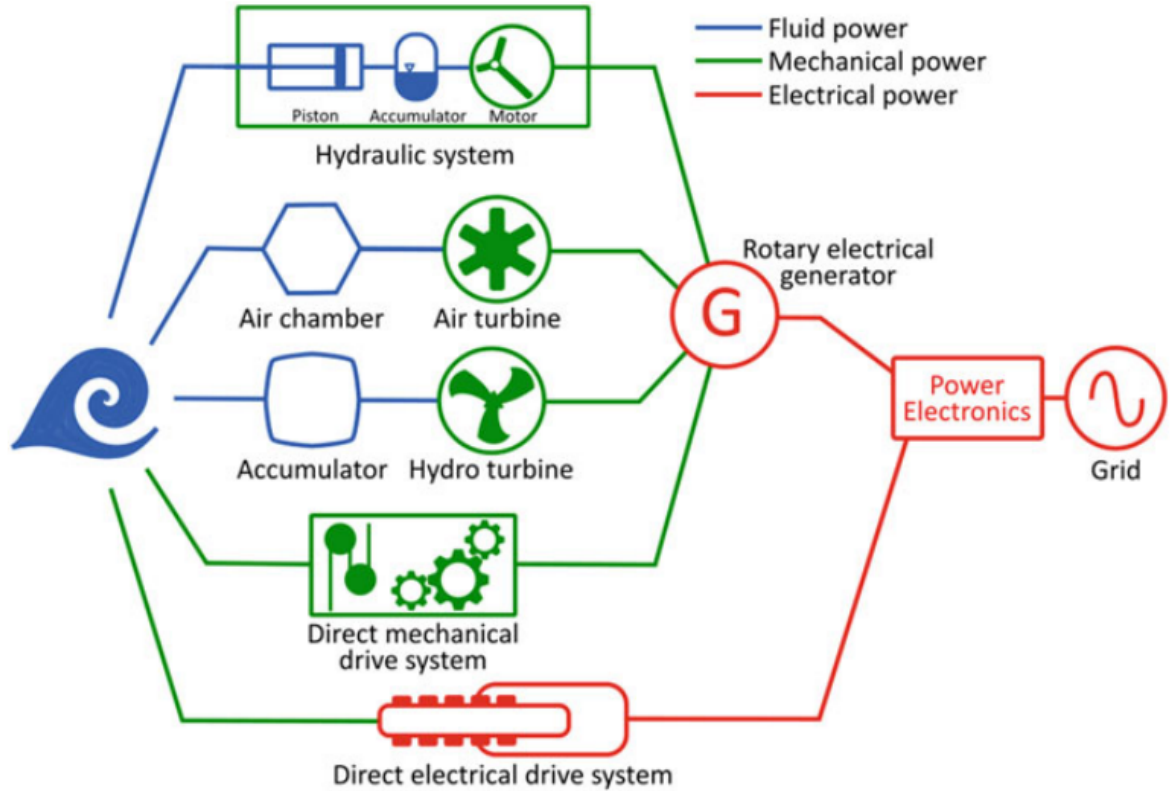 Fluid power
Mechanical power
Electrical power
Piston
Accumulator
Motor
Hydraulic system
Air chamber
Air turbine
Rotary electrical
generator
G
Accumulator
Hydro turbine
Power
Electronics
Grid
Direct mechanical
drive system
Direct electrical drive system